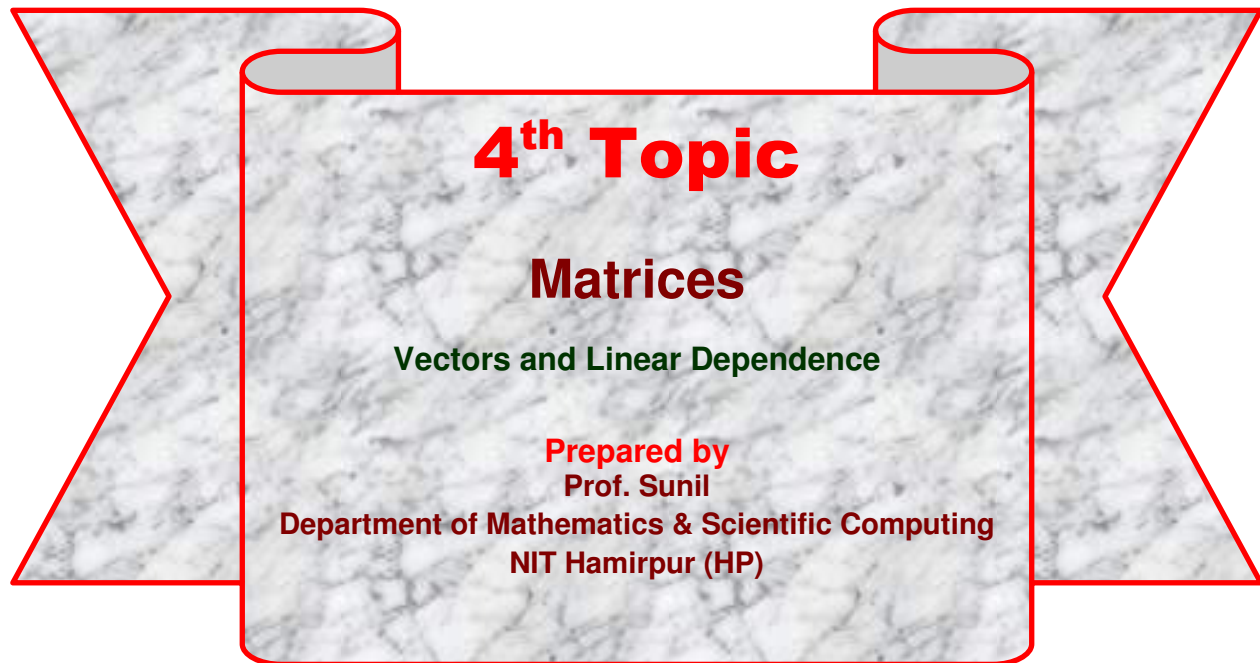 4th Topic
Matrices
Vectors and Linear Dependence
Prepared by
Prof. Sunil
Department of Mathematics & Scientific Computing
NIT Hamirpur (HP)